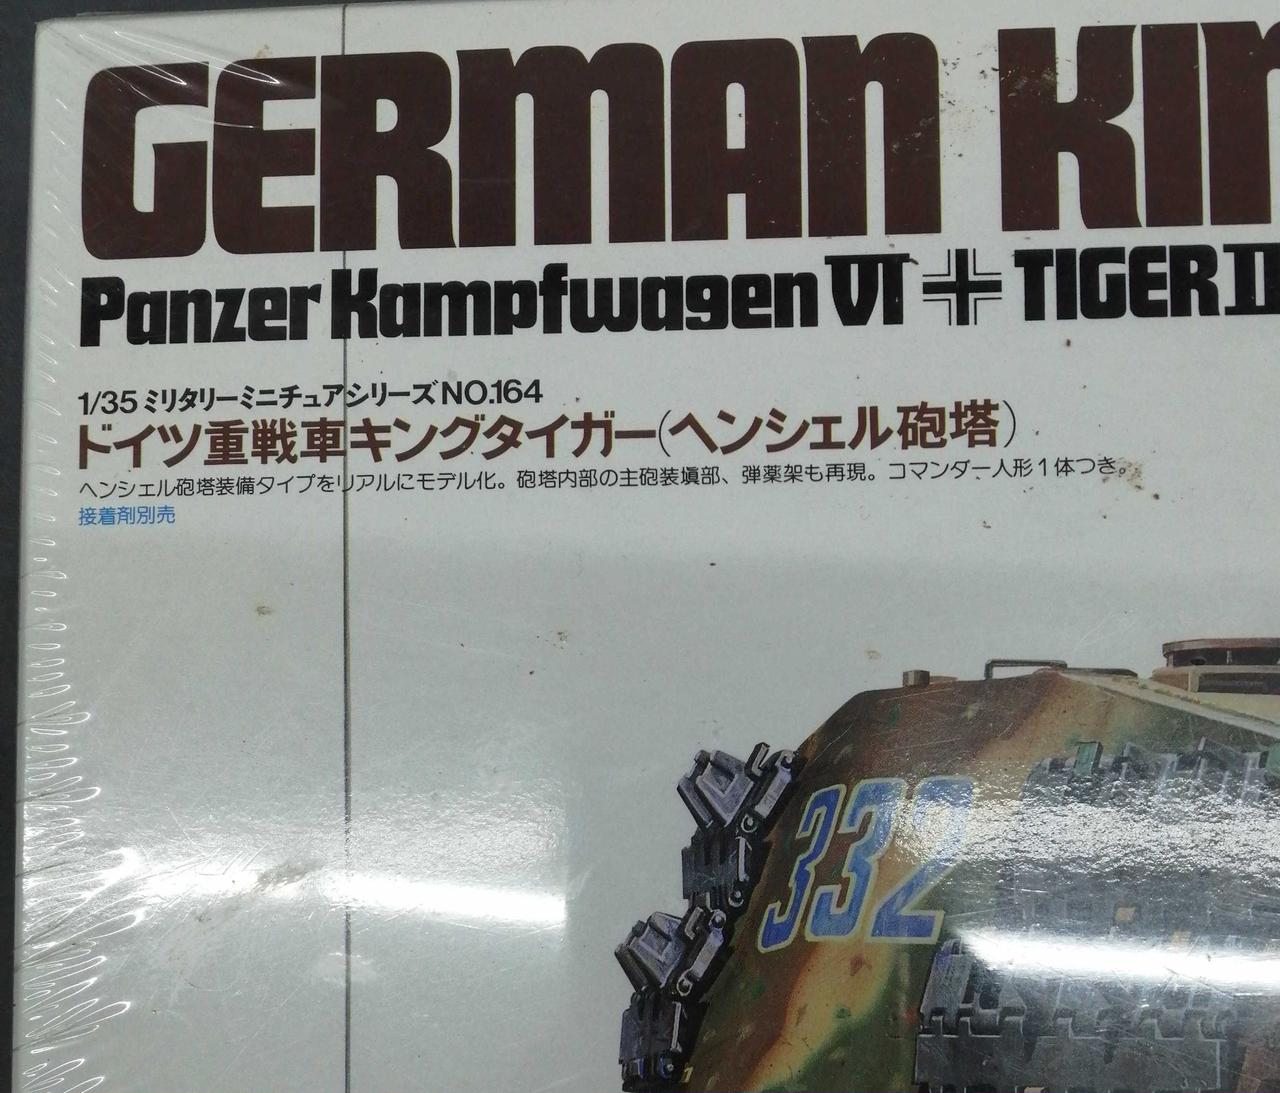 GERMAN KIN
Panzer Kampfwagen VI TIGER II
1/35 ミリタリーミニチュアシリーズ NO.164
ドイツ重戦車キングタイガー(ヘンシェル砲塔)
ヘンシェル砲塔装備タイプをリアルにモデル化。砲塔内部の主砲装塡部、弾薬架も再現。コマンダー人形1体つき。
接着剤別売
332